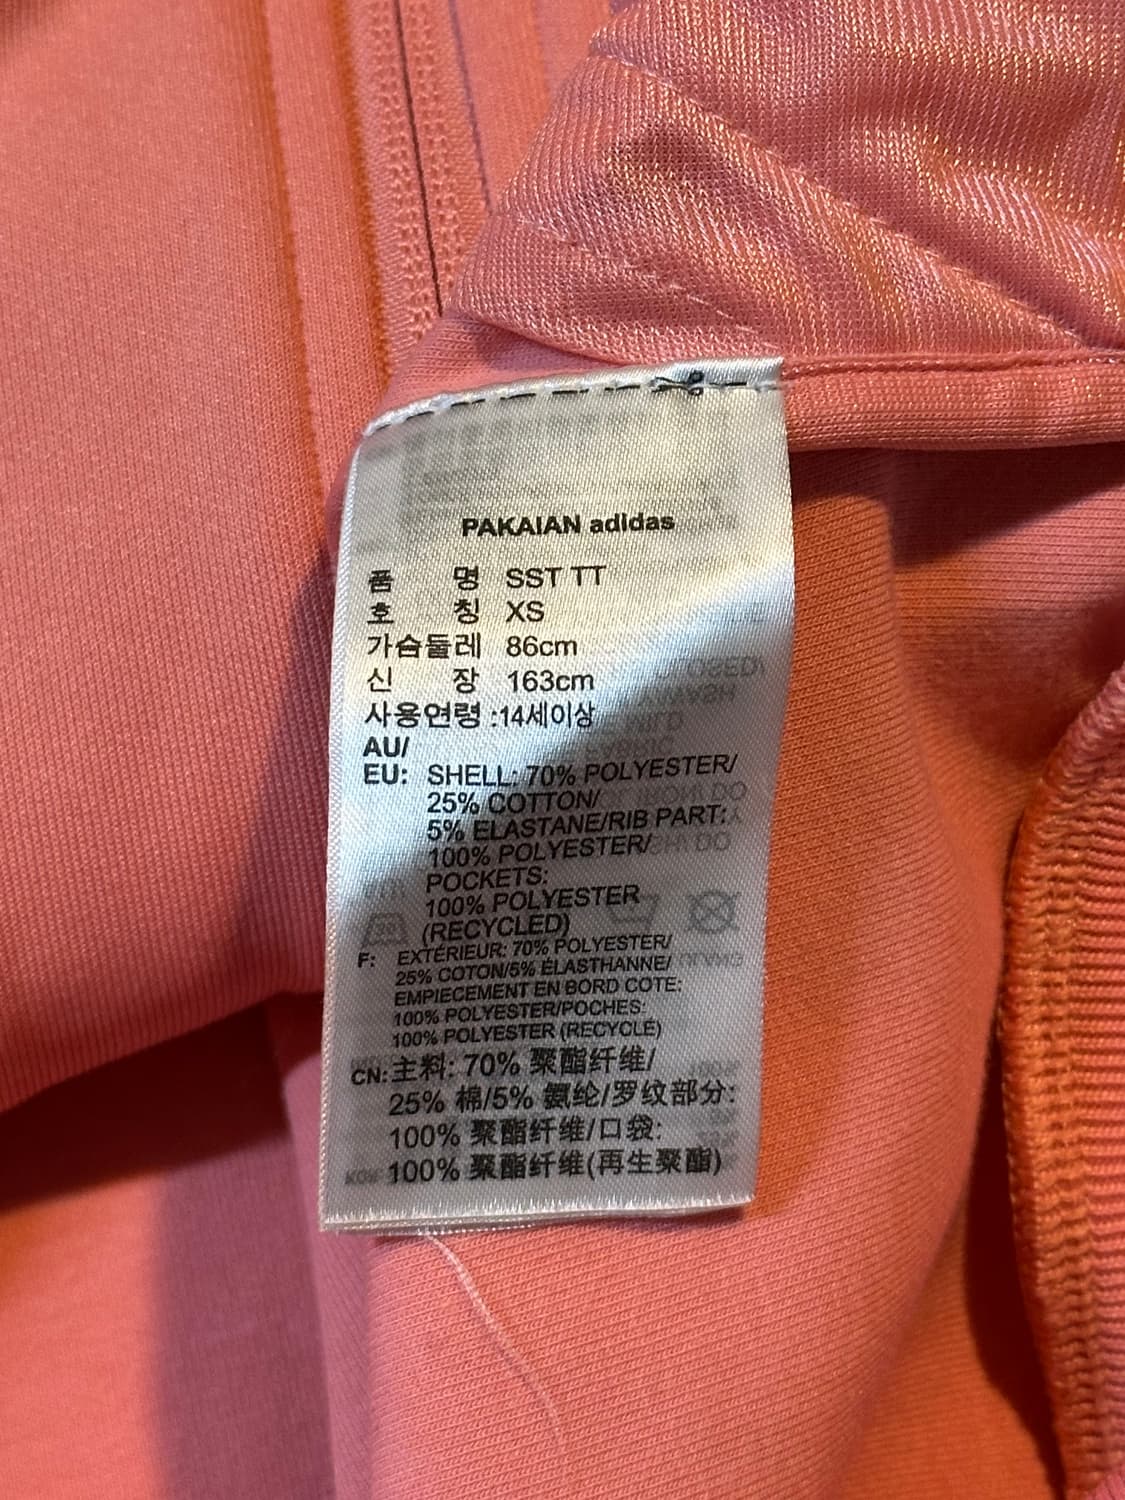 PAKAIAN adidas
품 명 SST TT
호 칭 XS
가슴둘레 86cm
신 장 163cm
사용연령 :14세이상
AU/
EU: SHELL: 70% POLYESTER/
25% COTTON/
5% ELASTANE/RIB PART:
100% POLYESTER/
POCKETS:
100% POLYESTER
(RECYCLED)
F: EXTÉRIEUR: 70% POLYESTER/
25% COTON/5% ÉLASTHANNE/
EMPIECEMENT EN BORD COTE:
100% POLYESTER/POCHES:
100% POLYESTER (RECYCLE)
CN: 主料: 70% 聚酯纤维/
25% 棉/5% 氨纶/罗纹部分:
100% 聚酯纤维/口袋:
100% 聚酯纤维(再生聚酯)